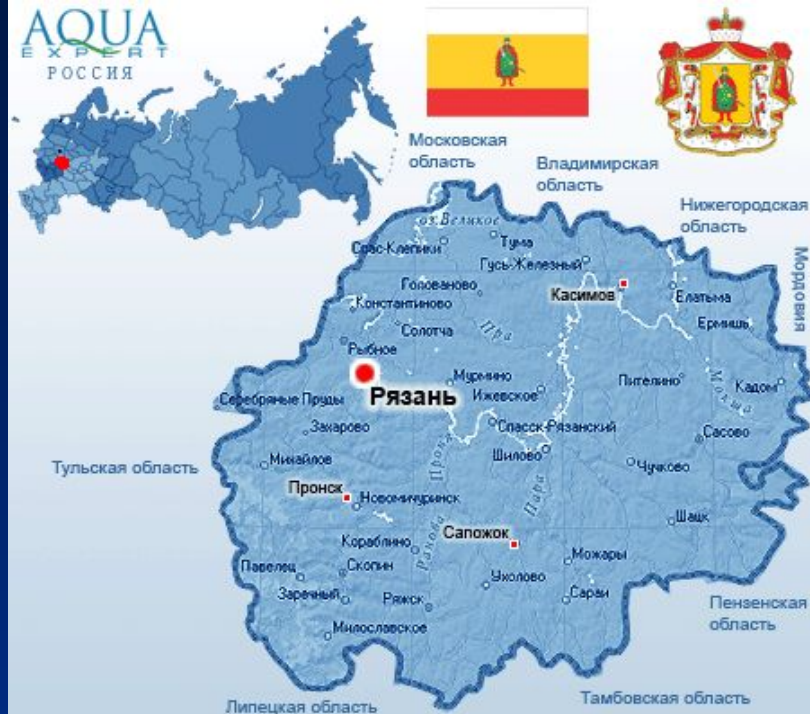 AQUA
EXPERT
РОССИЯ
Московская
область
Владимирская
область
Нижегородская
область
Мордовия
оз.Великое
Спас-Клепики
Тума
Гусь-Железный
Голованово
Касимов
Елатьма
Константиново
Солотча
Пра
Ермишь
Рыбное
Мурмино
Рязань
Ижевское
Пителино
Мокша
Кадом
Серебряные Пруды
Захарово
Спасск-Рязанский
Сасово
Тульская область
Михайлов
Проня
Шилово
Чучково
Пронск
Новомичуринск
Пара
Шацк
Сапожок
Кораблино
Ранова
Можары
Павелец
Скопин
Ухолово
Сараи
Заречный
Ряжск
Пензенская
область
Милославское
Липецкая область
Тамбовская область